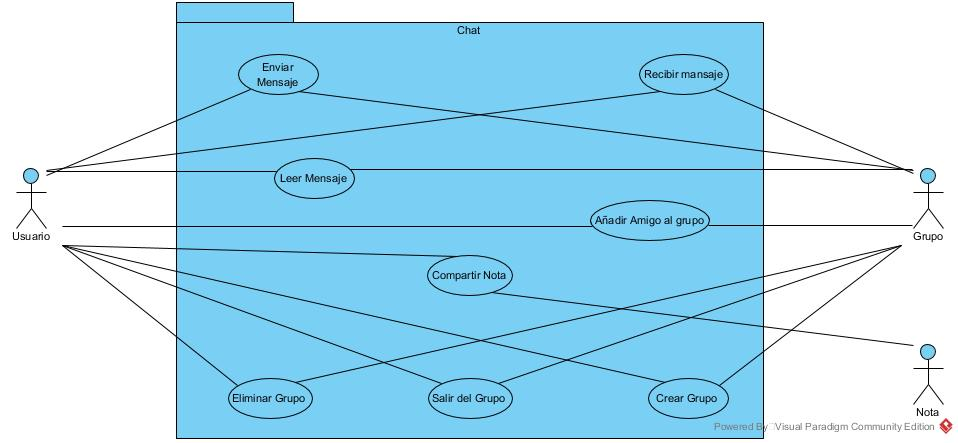 Chat
Enviar
Mensaje
Recibir mansaje
Leer Mensaje
Añadir Amigo al grupo
Usuario
Grupo
Compartir Nota
Eliminar Grupo
Salir del Grupo
Crear Grupo
Nota
Powered By Visual Paradigm Community Edition